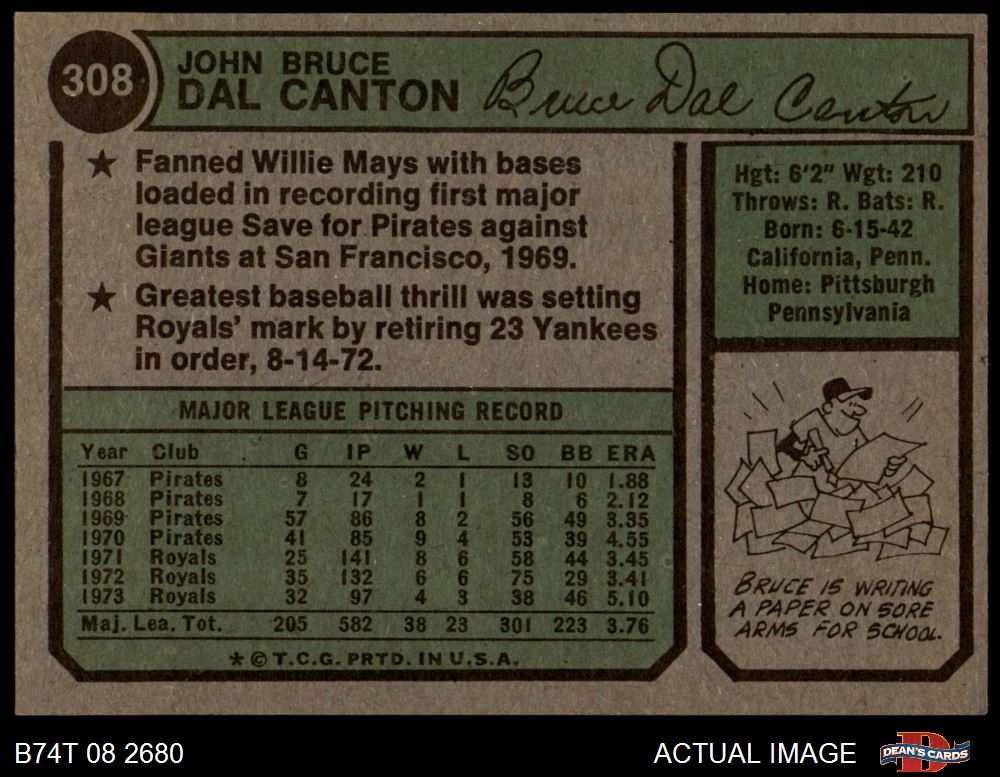 308
JOHN BRUCE
DAL CANTON
Bruce Dal Canton
★ Fanned Willie Mays with bases
loaded in recording first major
league Save for Pirates against
Giants at San Francisco, 1969.
★ Greatest baseball thrill was setting
Royals' mark by retiring 23 Yankees
in order, 8-14-72.
Hgt: 6'2" Wgt: 210
Throws: R. Bats: R.
Born: 6-15-42
California, Penn.
Home: Pittsburgh
Pennsylvania
MAJOR LEAGUE PITCHING RECORD
Year Club G IP W L SO BB ERA
1967 Pirates 8 24 2 1 13 10 1.88
1968 Pirates 7 17 1 1 8 6 2.12
1969 Pirates 57 86 8 2 56 49 3.35
1970 Pirates 41 85 9 4 53 39 4.55
1971 Royals 25 141 8 6 58 44 3.45
1972 Royals 35 132 6 6 75 29 3.41
1973 Royals 32 97 4 3 38 46 5.10
Maj. Lea. Tot. 205 582 38 23 301 223 3.76
★ © T.C.G. PRTD. IN U.S.A.
BRUCE IS WRITING
A PAPER ON SORE
ARMS FOR SCHOOL.
B74T 08 2680
ACTUAL IMAGE
DEAN'S CARDS